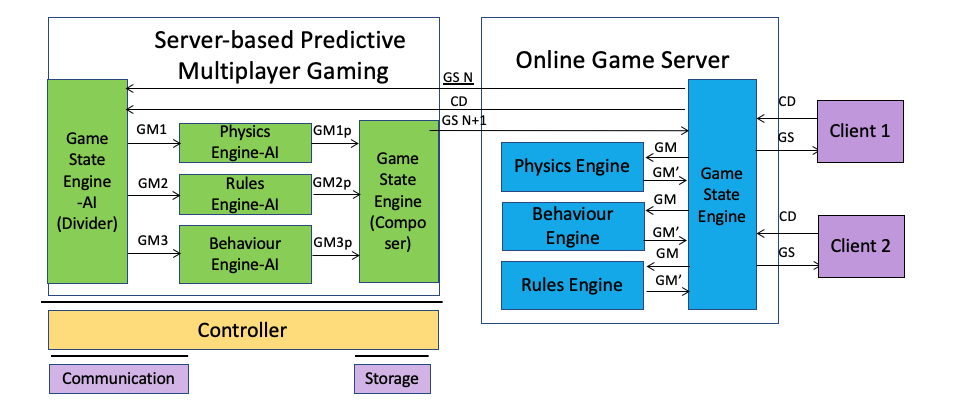 Server-based Predictive
Multiplayer Gaming
Online Game Server
GS N
CD
GS N+1
Game
State
Engine
-AI
(Divider)
GM1
Physics
Engine-AI
GM1p
GM2
Rules
Engine-AI
GM2p
GM3
Behaviour
Engine-AI
GM3p
Game
State
Engine
(Compo
ser)
Physics Engine
GM
GM’
Behaviour
Engine
GM
GM’
Rules Engine
GM
GM’
Game
State
Engine
CD
GS
Client 1
CD
GS
Client 2
Controller
Communication
Storage